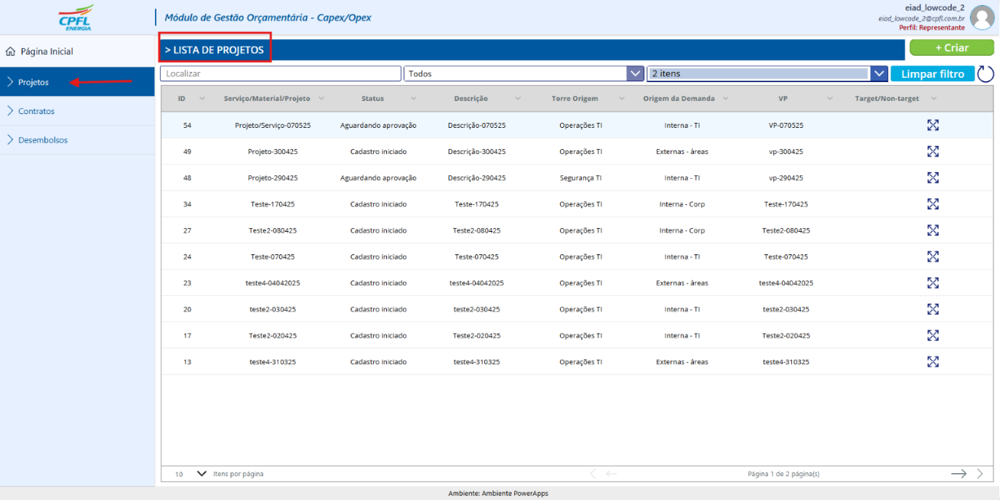 CPFL
ENERGIA
Módulo de Gestão Orçamentária - Capex/Opex
eiad_lowcode_2
eiad_lowcode_2@cpfl.com.br
Perfil: Representante
Página Inicial
> LISTA DE PROJETOS
+ Criar
Projetos
Contratos
Desembolsos
Localizar Todos 2 itens Limpar filtro
ID Serviço/Material/Projeto Status Descrição Torre Origem Origem da Demanda VP Target/Non-target
54 Projeto/Serviço-070525 Aguardando aprovação Descrição-070525 Operações TI Interna - TI VP-070525
49 Projeto-300425 Cadastro iniciado Descrição-300425 Operações TI Externas - áreas vp-300425
48 Projeto-290425 Aguardando aprovação Descrição-290425 Segurança TI Interna - TI vp-290425
34 Teste-170425 Cadastro iniciado Teste-170425 Operações TI Interna - Corp Teste-170425
27 Teste2-080425 Cadastro iniciado Teste2-080425 Operações TI Interna - Corp Teste2-080425
24 Teste-070425 Cadastro iniciado Teste-070425 Operações TI Interna - TI Teste-070425
23 teste4-04042025 Cadastro iniciado teste4-04042025 Operações TI Externas - áreas teste4-04042025
20 teste2-030425 Cadastro iniciado teste2-030425 Operações TI Interna - TI teste2-030425
17 Teste2-020425 Cadastro iniciado Teste2-020425 Operações TI Interna - TI Teste2-020425
13 teste4-310325 Cadastro iniciado teste4-310325 Operações TI Externas - áreas teste4-310325
10 Itens por página Página 1 de 2 página(s)
Ambiente: Ambiente PowerApps